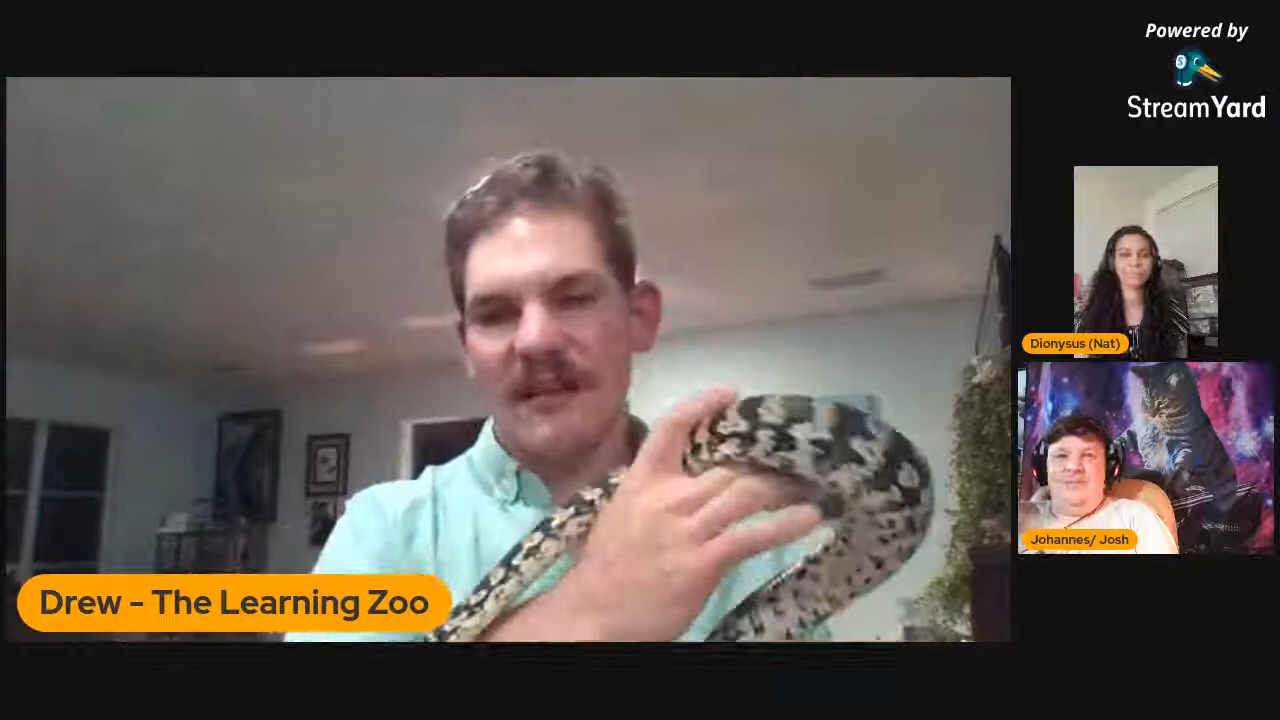 Powered by
StreamYard
Dionysus (Nat)
Johannes/ Josh
Drew - The Learning Zoo